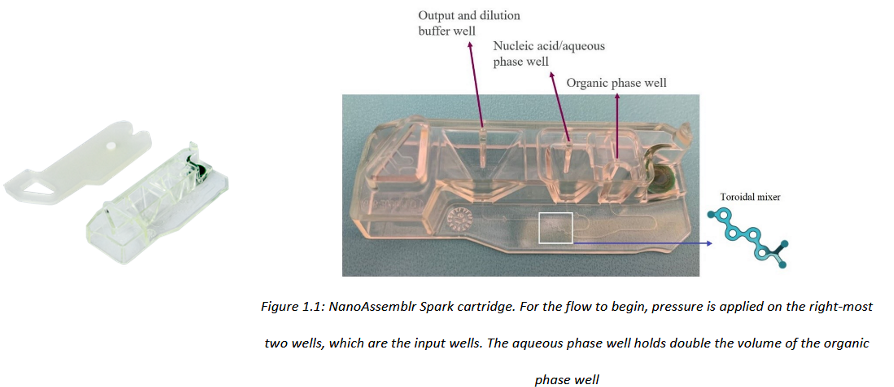 Output and dilution
buffer well
Nucleic acid/aqueous
phase well
Organic phase well
Toroidal mixer
Figure 1.1: NanoAssemblr Spark cartridge. For the flow to begin, pressure is applied on the right-most
two wells, which are the input wells. The aqueous phase well holds double the volume of the organic
phase well